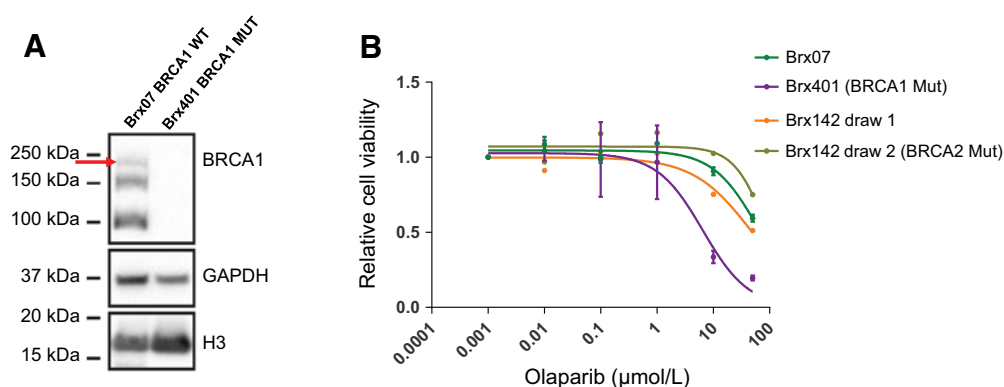 A
Brx07 BRCA1 WT
Brx401 BRCA1 MUT
250 kDa
150 kDa
100 kDa
BRCA1
37 kDa
GAPDH
20 kDa
15 kDa
H3
B
Brx07
Brx401 (BRCA1 Mut)
Brx142 draw 1
Brx142 draw 2 (BRCA2 Mut)
Relative cell viability
1.5
1.0
0.5
0.0
0.0001
0.001
0.01
0.1
1
10
100
Olaparib (μmol/L)